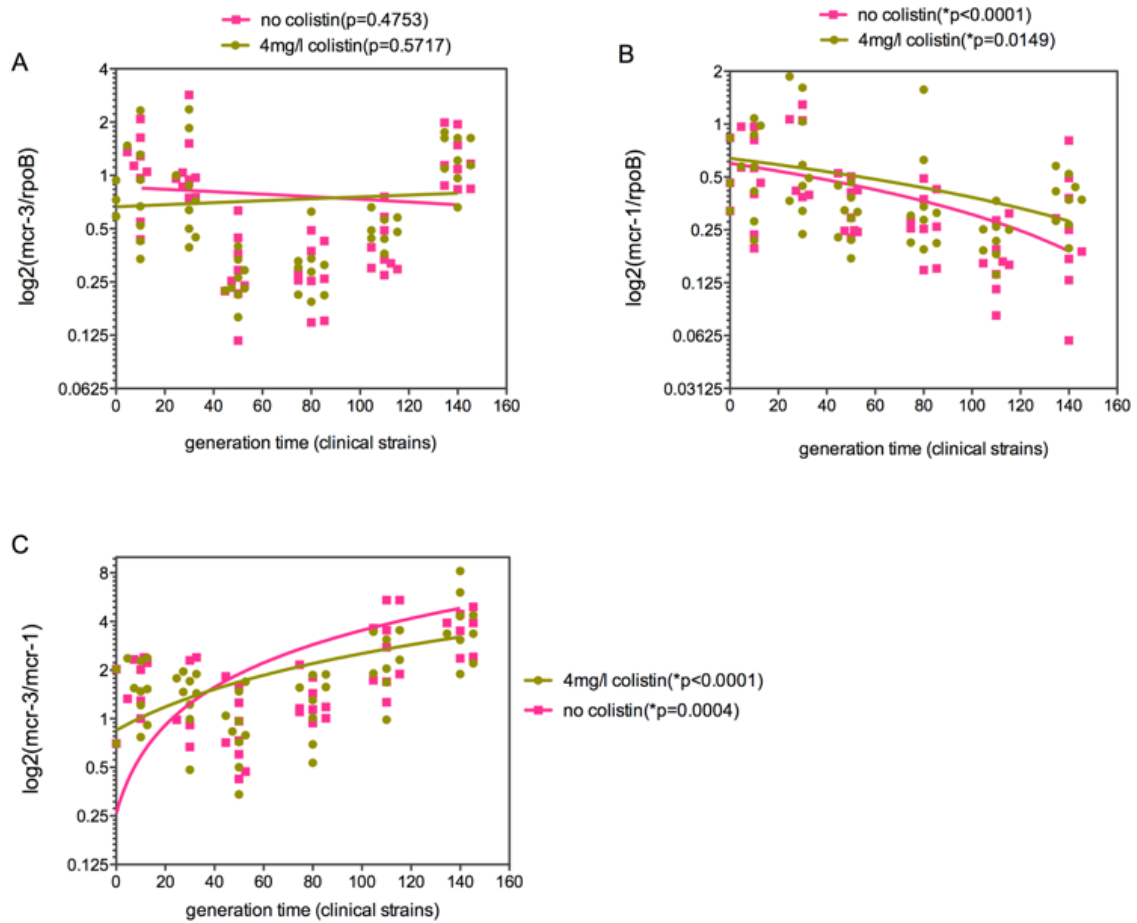 no colistin(p=0.4753)
4mg/l colistin(p=0.5717)
A
4
2
1
0.5
0.25
0.125
0.0625
0 20 40 60 80 100 120 140 160
log2(mcr-3/rpoB)
generation time (clinical strains)
no colistin(*p<0.0001)
4mg/l colistin(*p=0.0149)
B
2
1
0.5
0.25
0.125
0.0625
0.03125
0 20 40 60 80 100 120 140 160
log2(mcr-1/rpoB)
generation time (clinical strains)
C
8
4
2
1
0.5
0.25
0.125
0 20 40 60 80 100 120 140 160
log2(mcr-3/mcr-1)
generation time (clinical strains)
4mg/l colistin(*p<0.0001)
no colistin(*p=0.0004)